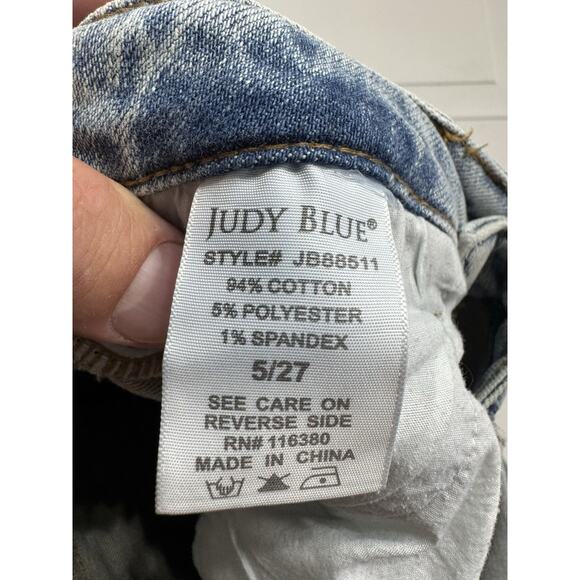 JUDY BLUE®
STYLE# JB88511
94% COTTON
5% POLYESTER
1% SPANDEX
5/27
SEE CARE ON
REVERSE SIDE
RN# 116380
MADE IN CHINA